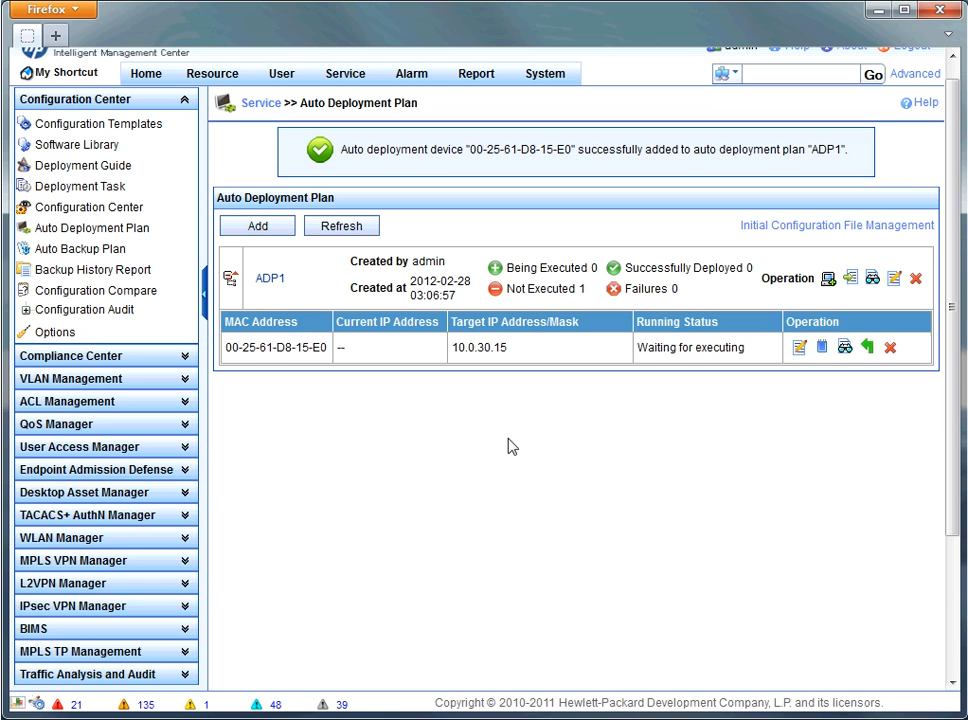 Firefox
Intelligent Management Center
admin Help About Logout
My Shortcut Home Resource User Service Alarm Report System
Go Advanced
Configuration Center
Configuration Templates
Software Library
Deployment Guide
Deployment Task
Configuration Center
Auto Deployment Plan
Auto Backup Plan
Backup History Report
Configuration Compare
Configuration Audit
Options
Compliance Center
VLAN Management
ACL Management
QoS Manager
User Access Manager
Endpoint Admission Defense
Desktop Asset Manager
TACACS+ AuthN Manager
WLAN Manager
MPLS VPN Manager
L2VPN Manager
IPsec VPN Manager
BIMS
MPLS TP Management
Traffic Analysis and Audit
Service >> Auto Deployment Plan
Help
Auto deployment device "00-25-61-D8-15-E0" successfully added to auto deployment plan "ADP1".
Auto Deployment Plan
Add Refresh
Initial Configuration File Management
ADP1
Created by admin
Created at 2012-02-28
03:06:57
Being Executed 0 Successfully Deployed 0
Not Executed 1 Failures 0
Operation
MAC Address Current IP Address Target IP Address/Mask Running Status Operation
00-25-61-D8-15-E0 -- 10.0.30.15 Waiting for executing
21 135 1 48 39
Copyright © 2010-2011 Hewlett-Packard Development Company, L.P. and its licensors.